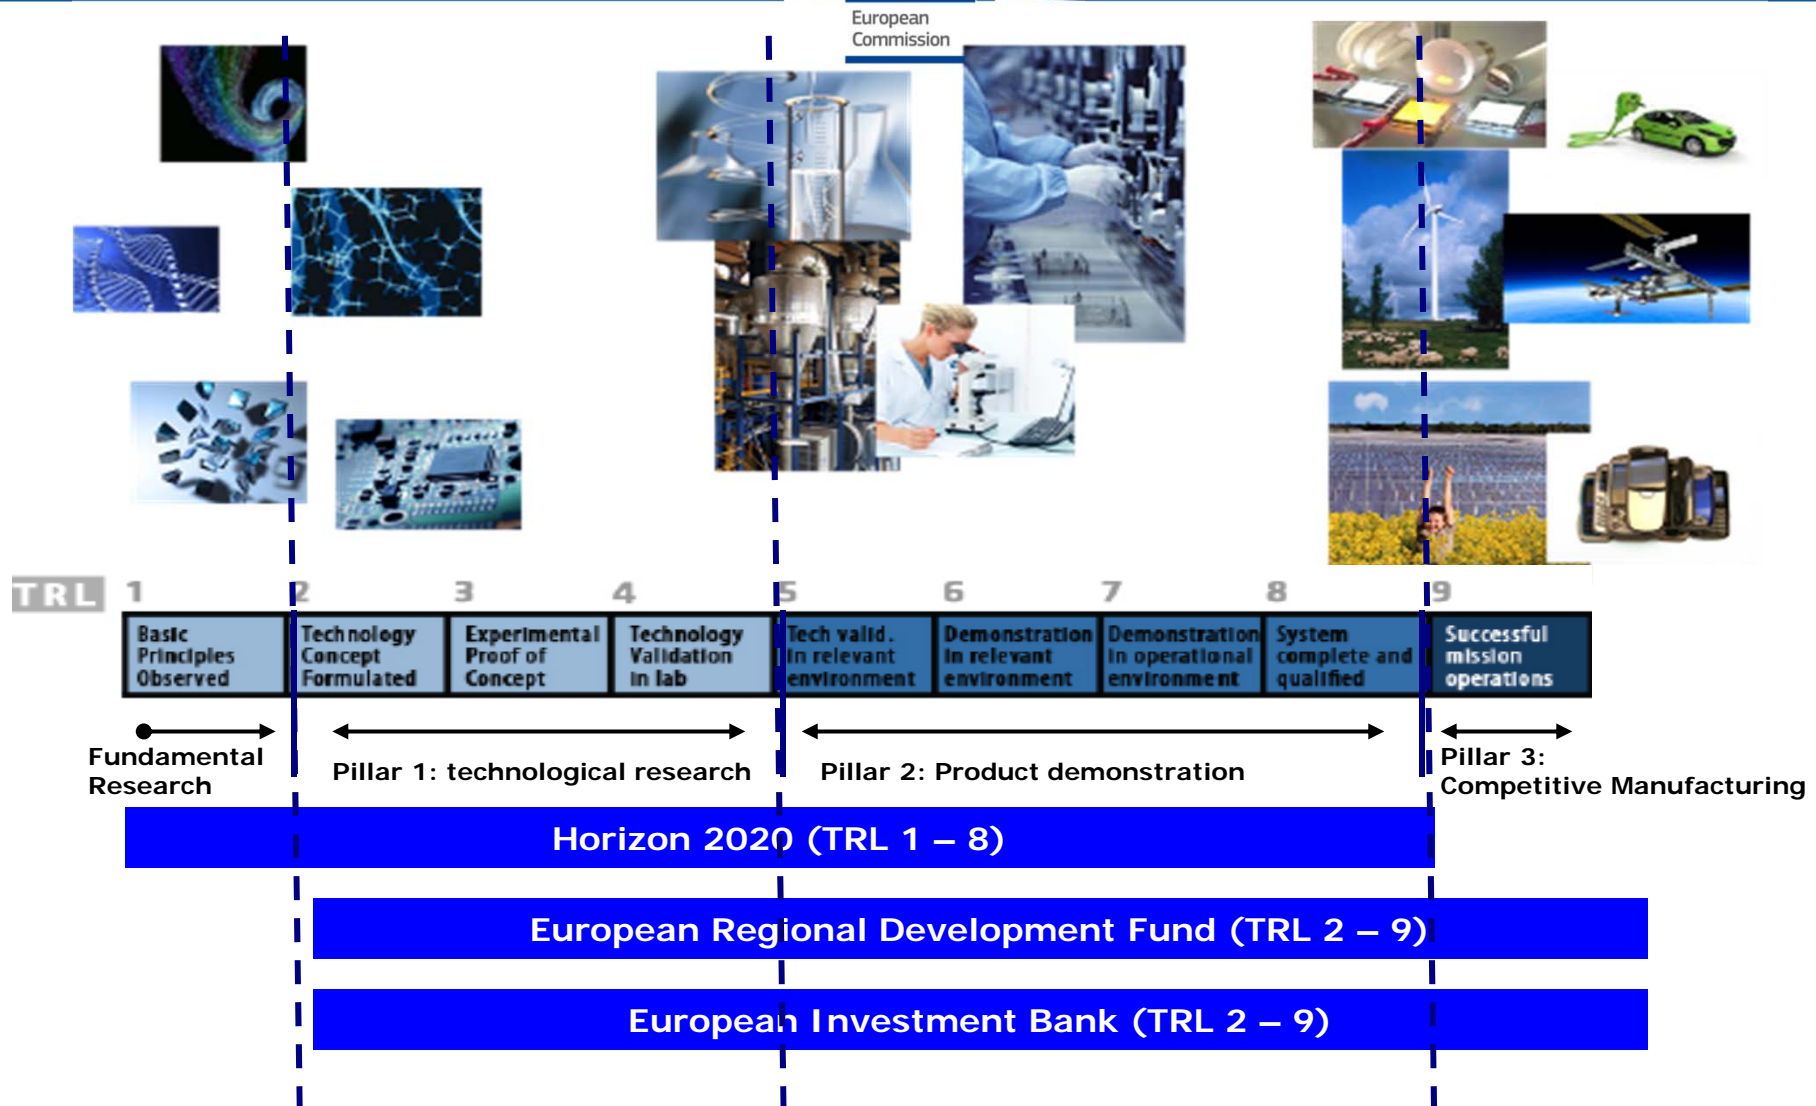 European
Commission
TRL 1 2 3 4 5 6 7 8 9
Basic
Principles
Observed
Technology
Concept
Formulated
Experimental
Proof of
Concept
Technology
Validation
in lab
Tech valid.
in relevant
environment
Demonstration
in relevant
environment
Demonstration
in operational
environment
System
complete and
qualified
Successful
mission
operations
Fundamental
Research
Pillar 1: technological research
Pillar 2: Product demonstration
Pillar 3:
Competitive Manufacturing
Horizon 2020 (TRL 1 – 8)
European Regional Development Fund (TRL 2 – 9)
European Investment Bank (TRL 2 – 9)